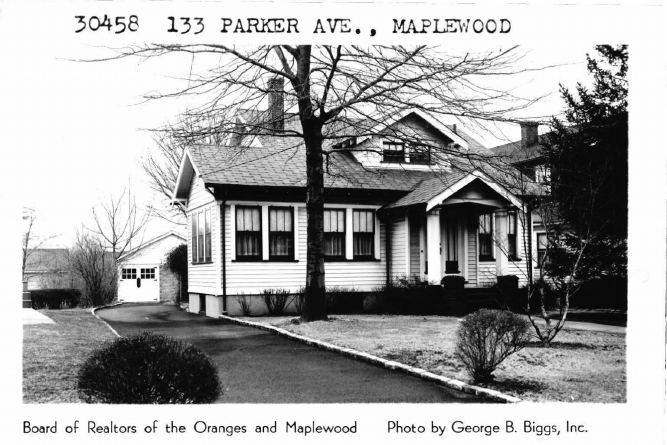 30458 133 PARKER AVE., MAPLEWOOD
Board of Realtors of the Oranges and Maplewood Photo by George B. Biggs, Inc.